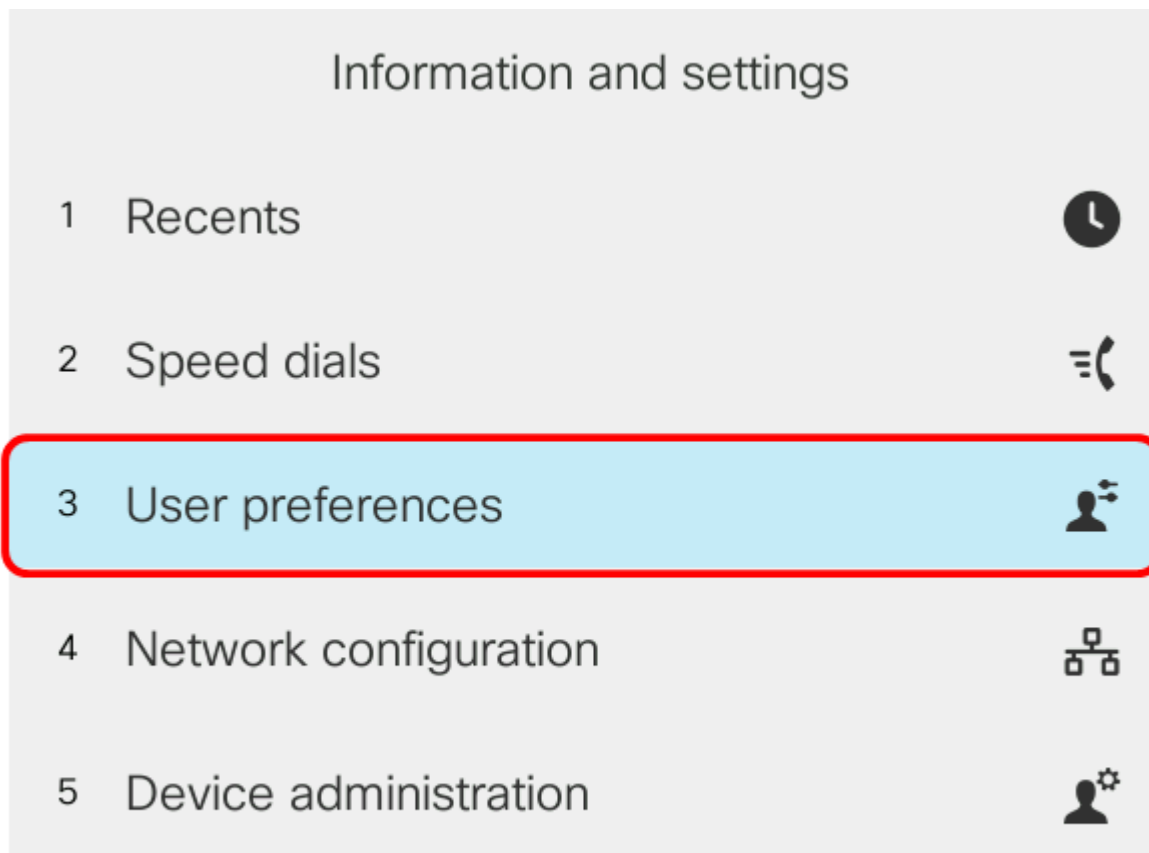 Information and settings
1 Recents
2 Speed dials
3 User preferences
4 Network configuration
5 Device administration